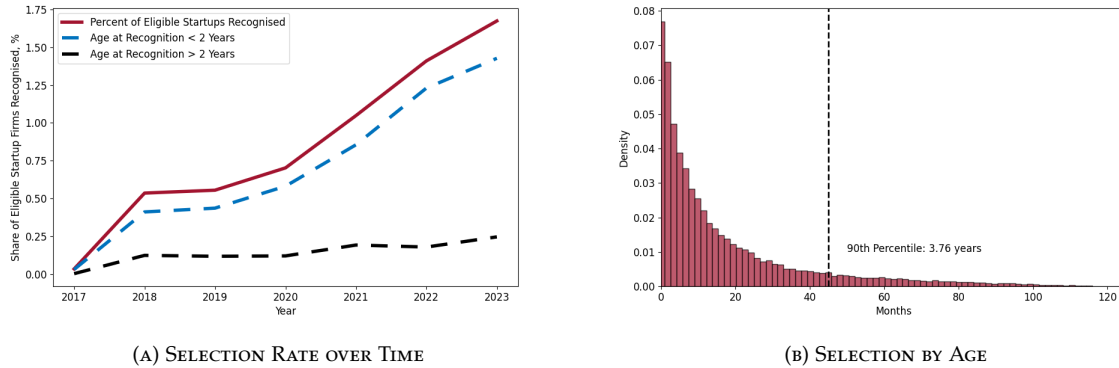 1.75
1.50
1.25
1.00
0.75
0.50
0.25
0.00
Share of Eligible Startup Firms Recognised, %
Percent of Eligible Startups Recognised
Age at Recognition < 2 Years
Age at Recognition > 2 Years
2017 2018 2019 2020 2021 2022 2023
Year
(A) Selection Rate over Time
0.08
0.07
0.06
0.05
0.04
0.03
0.02
0.01
0.00
Density
90th Percentile: 3.76 years
0 20 40 60 80 100 120
Months
(B) Selection by Age